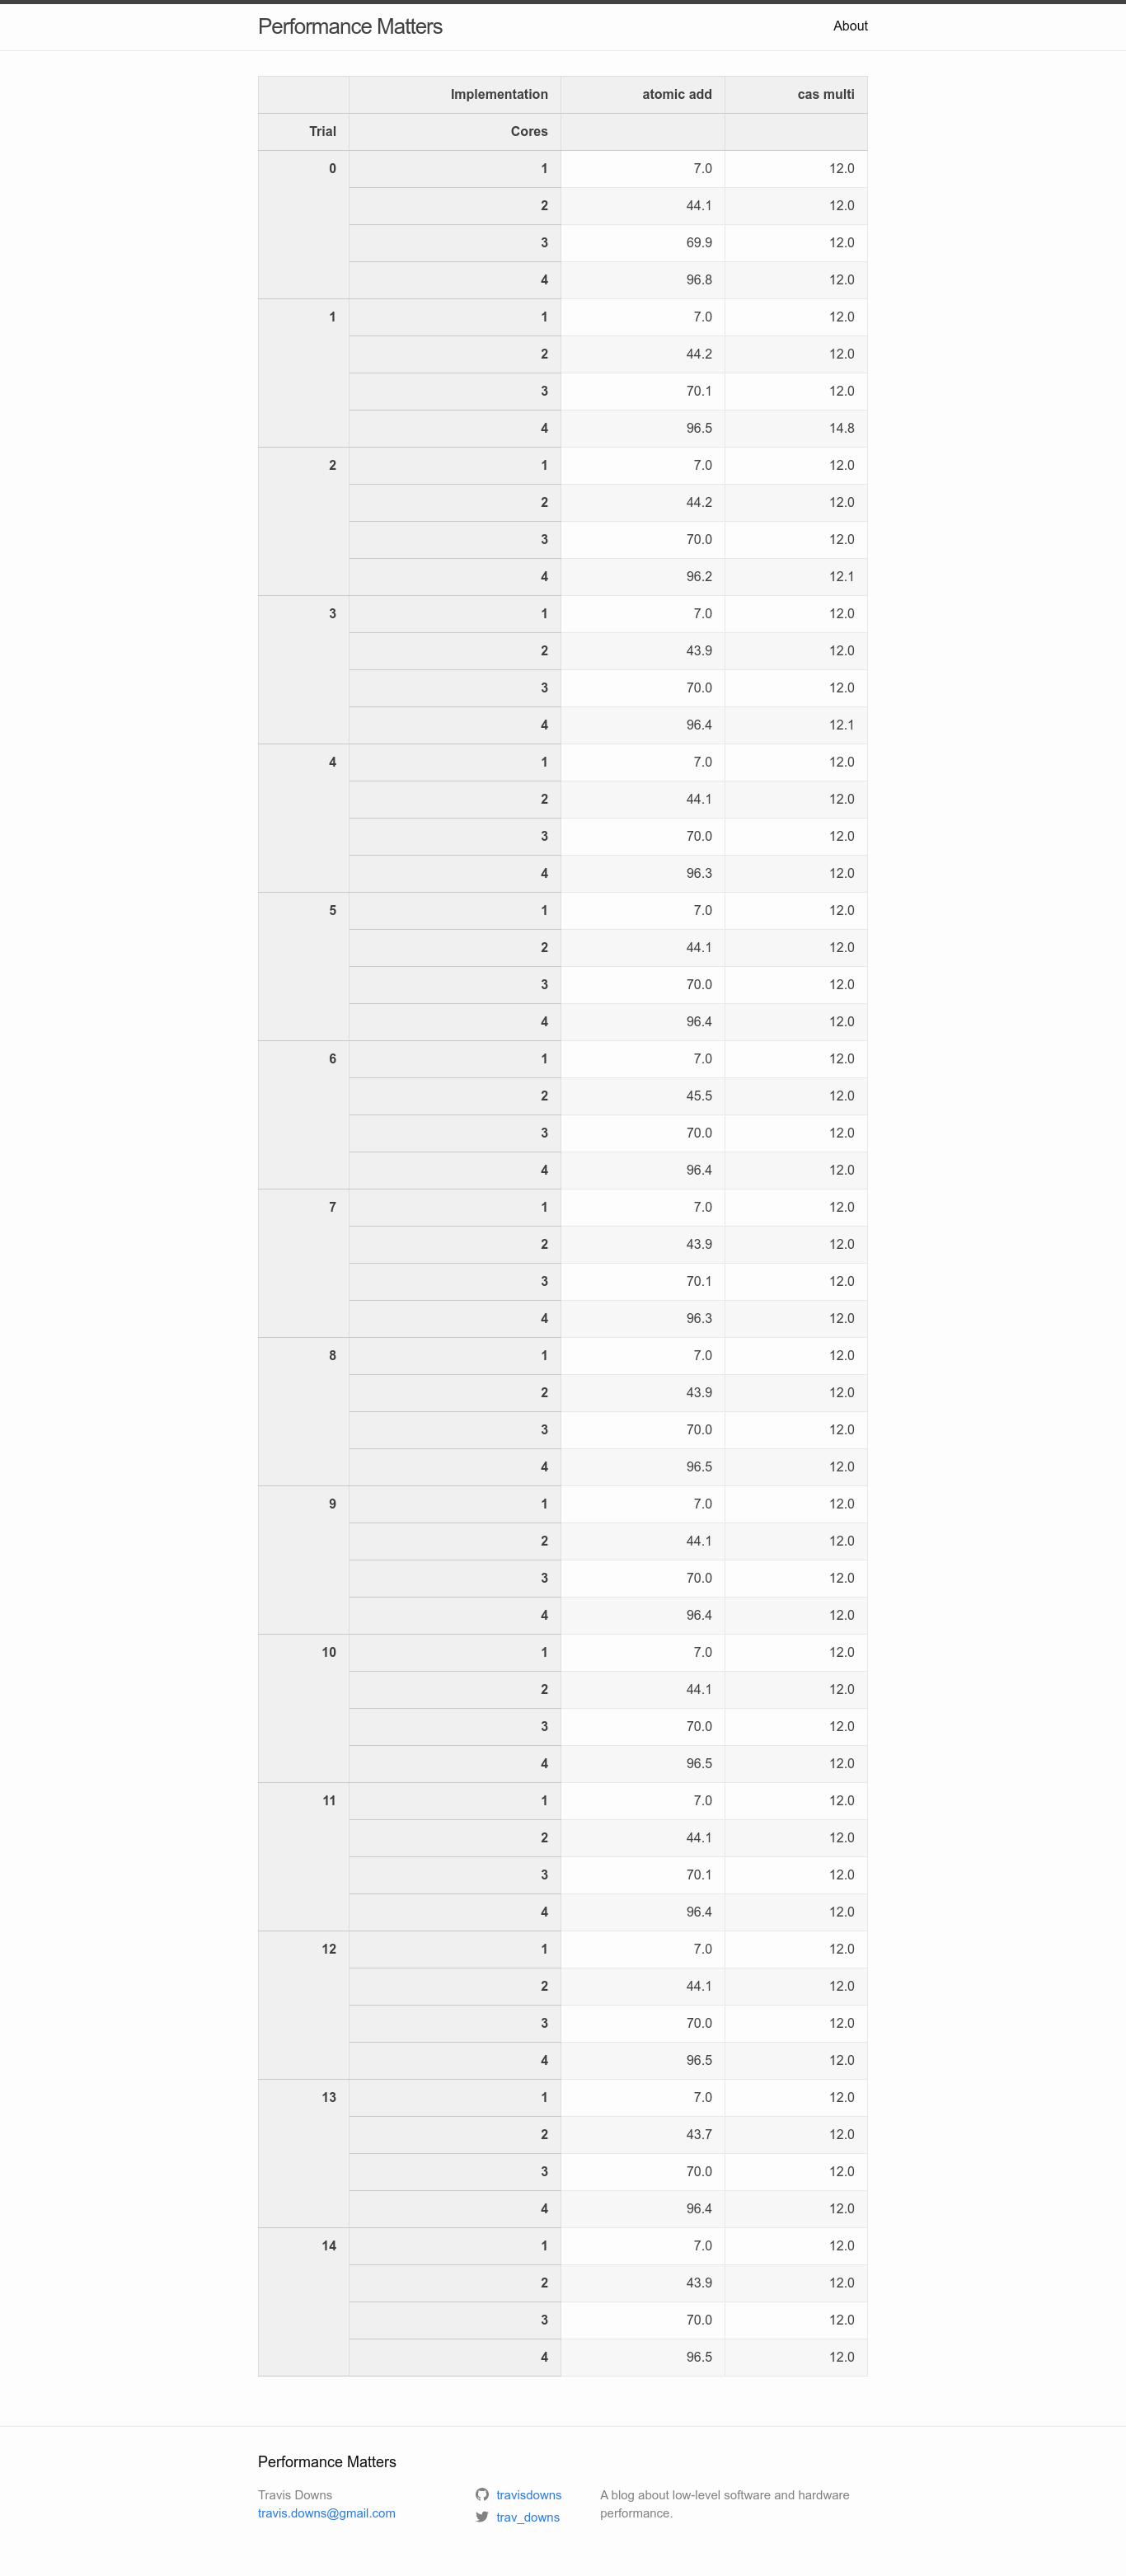 Performance Matters About
Implementation atomic add cas multi
Trial Cores
0 1 7.0 12.0
2 44.1 12.0
3 69.9 12.0
4 96.8 12.0
1 1 7.0 12.0
2 44.2 12.0
3 70.1 12.0
4 96.5 14.8
2 1 7.0 12.0
2 44.2 12.0
3 70.0 12.0
4 96.2 12.1
3 1 7.0 12.0
2 43.9 12.0
3 70.0 12.0
4 96.4 12.1
4 1 7.0 12.0
2 44.1 12.0
3 70.0 12.0
4 96.3 12.0
5 1 7.0 12.0
2 44.1 12.0
3 70.0 12.0
4 96.4 12.0
6 1 7.0 12.0
2 45.5 12.0
3 70.0 12.0
4 96.4 12.0
7 1 7.0 12.0
2 43.9 12.0
3 70.1 12.0
4 96.3 12.0
8 1 7.0 12.0
2 43.9 12.0
3 70.0 12.0
4 96.5 12.0
9 1 7.0 12.0
2 44.1 12.0
3 70.0 12.0
4 96.4 12.0
10 1 7.0 12.0
2 44.1 12.0
3 70.0 12.0
4 96.5 12.0
11 1 7.0 12.0
2 44.1 12.0
3 70.1 12.0
4 96.4 12.0
12 1 7.0 12.0
2 44.1 12.0
3 70.0 12.0
4 96.5 12.0
13 1 7.0 12.0
2 43.7 12.0
3 70.0 12.0
4 96.4 12.0
14 1 7.0 12.0
2 43.9 12.0
3 70.0 12.0
4 96.5 12.0
Performance Matters
Travis Downs
travis.downs@gmail.com
travisdowns
trav_downs
A blog about low-level software and hardware
performance.